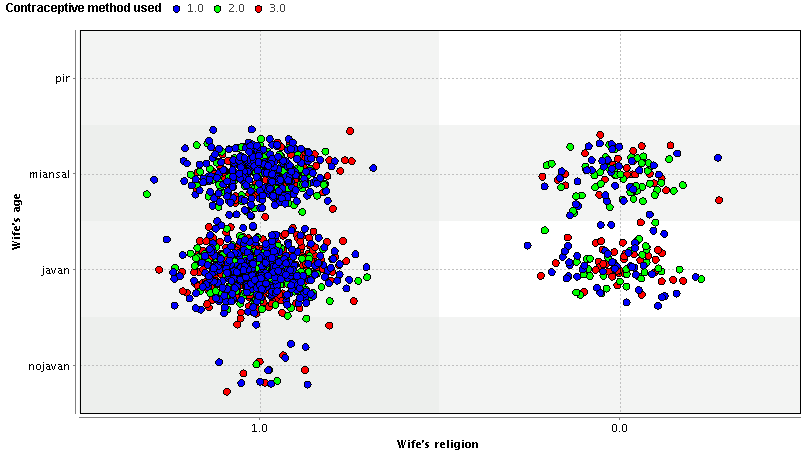 Contraceptive method used 1.0 2.0 3.0
Wife's age
pir
miansal
javan
nojavan
1.0 0.0
Wife's religion